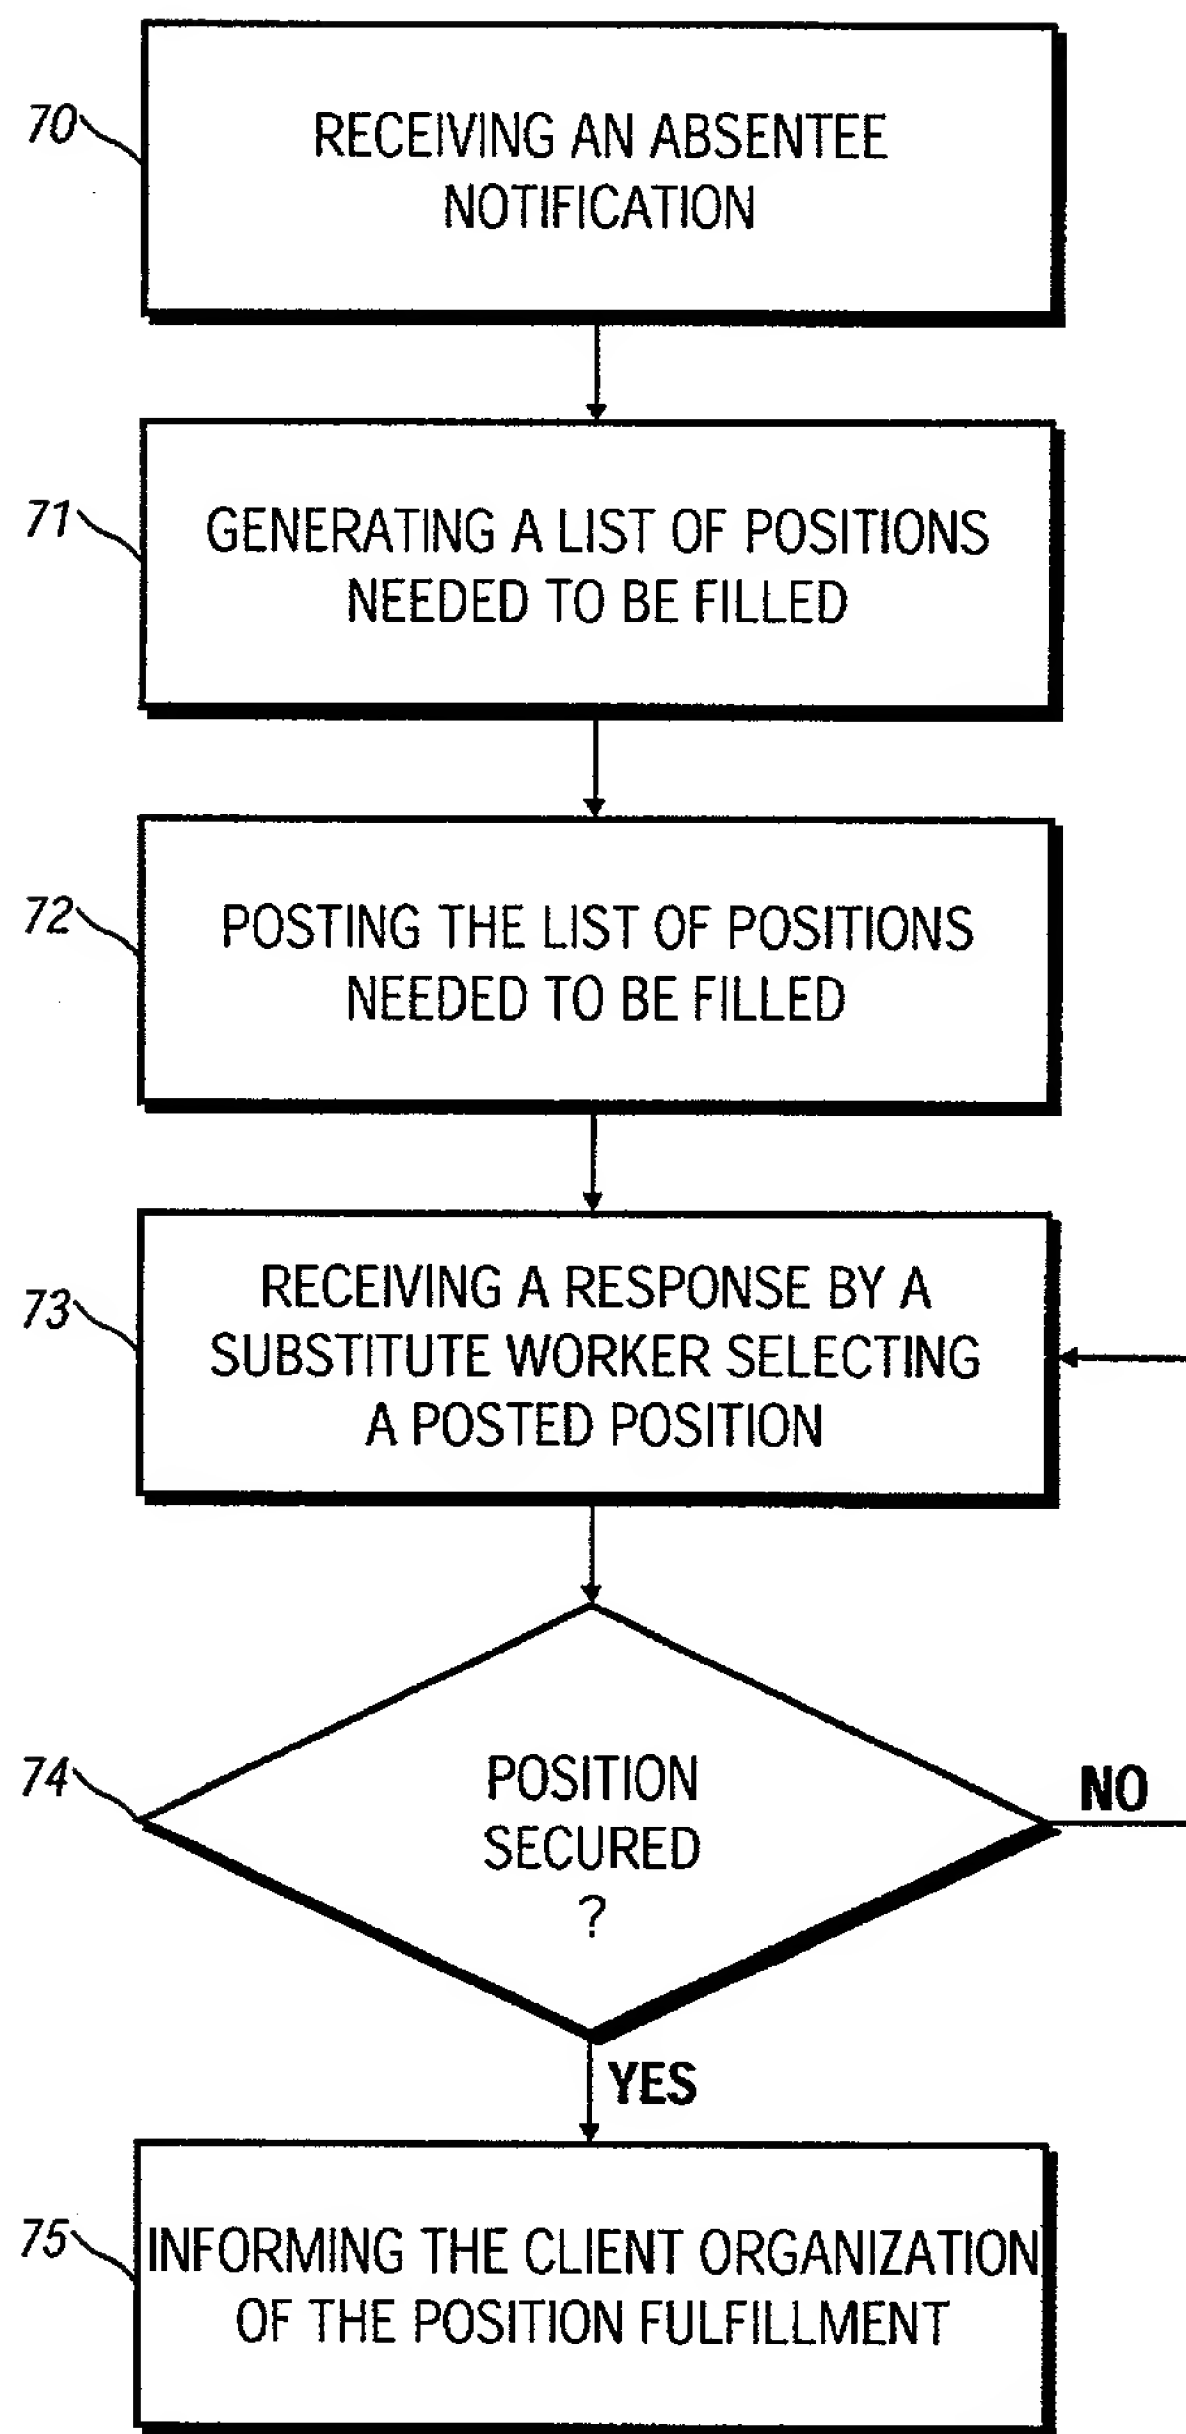 70
RECEIVING AN ABSENTEE
NOTIFICATION
71
GENERATING A LIST OF POSITIONS
NEEDED TO BE FILLED
72
POSTING THE LIST OF POSITIONS
NEEDED TO BE FILLED
73
RECEIVING A RESPONSE BY A
SUBSTITUTE WORKER SELECTING
A POSTED POSITION
74
POSITION
SECURED
?
NO
YES
75
INFORMING THE CLIENT ORGANIZATION
OF THE POSITION FULFILLMENT